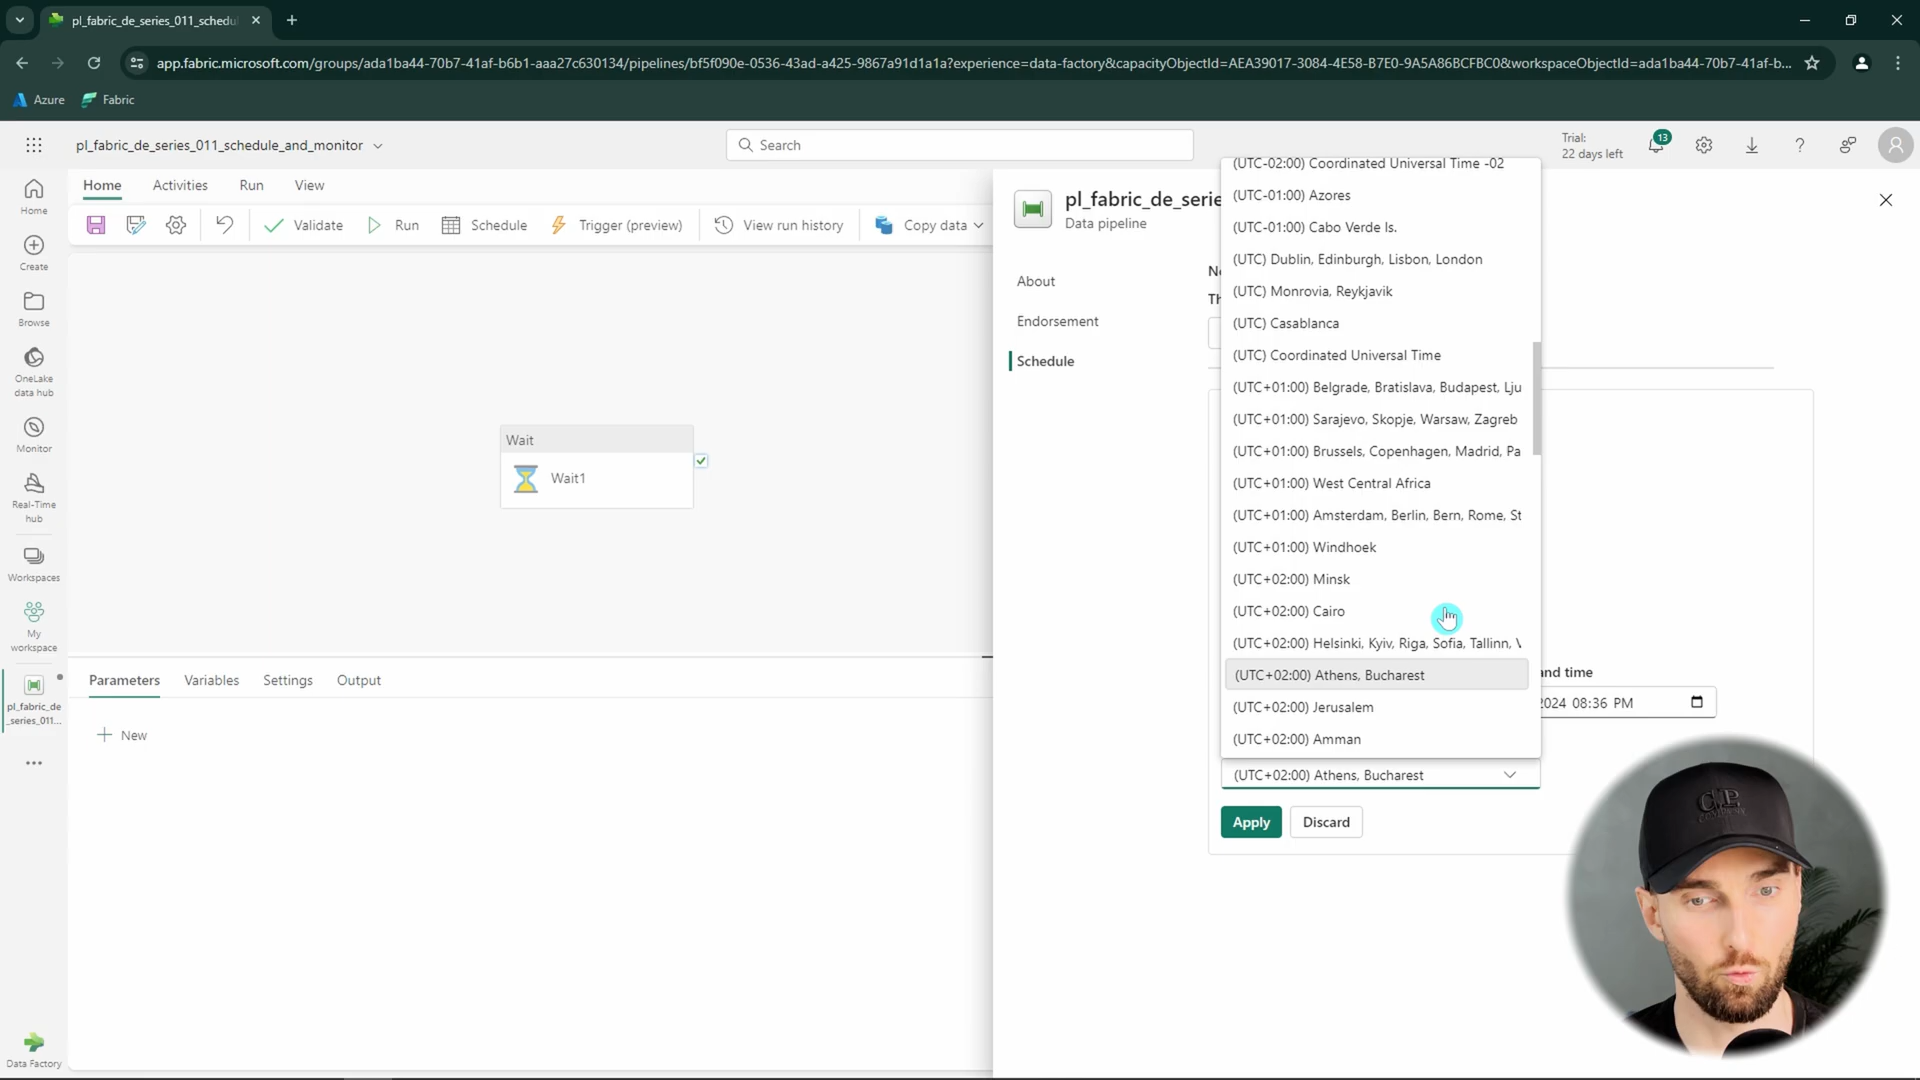 pl_fabric_de_series_011_schedu
app.fabric.microsoft.com/groups/ada1ba44-70b7-41af-b6b1-aaa27c630134/pipelines/bf5f090e-0536-43ad-a425-9867a91d1a1a?experience=data-factory&capacityObjectId=AEA39017-3084-4E58-B7E0-9A5A86BCFBC0&workspaceObjectId=ada1ba44-70b7-41af-b...
Azure
Fabric
pl_fabric_de_series_011_schedule_and_monitor
Search
Trial:
22 days left
13
Home
Activities
Run
View
Validate
Run
Schedule
Trigger (preview)
View run history
Copy data
Home
Create
Browse
OneLake
data hub
Monitor
Real-Time
hub
Workspaces
My
workspace
pl_fabric_de
_series_011...
Data Factory
Wait
Wait1
Parameters
Variables
Settings
Output
New
pl_fabric_de_serie
Data pipeline
About
Endorsement
Schedule
(UTC-02:00) Coordinated Universal Time -02
(UTC-01:00) Azores
(UTC-01:00) Cabo Verde Is.
(UTC) Dublin, Edinburgh, Lisbon, London
(UTC) Monrovia, Reykjavik
(UTC) Casablanca
(UTC) Coordinated Universal Time
(UTC+01:00) Belgrade, Bratislava, Budapest, Lju
(UTC+01:00) Sarajevo, Skopje, Warsaw, Zagreb
(UTC+01:00) Brussels, Copenhagen, Madrid, Pa
(UTC+01:00) West Central Africa
(UTC+01:00) Amsterdam, Berlin, Bern, Rome, St
(UTC+01:00) Windhoek
(UTC+02:00) Minsk
(UTC+02:00) Cairo
(UTC+02:00) Helsinki, Kyiv, Riga, Sofia, Tallinn, V
(UTC+02:00) Athens, Bucharest
(UTC+02:00) Jerusalem
(UTC+02:00) Amman
and time
2024 08:36 PM
(UTC+02:00) Athens, Bucharest
Apply
Discard